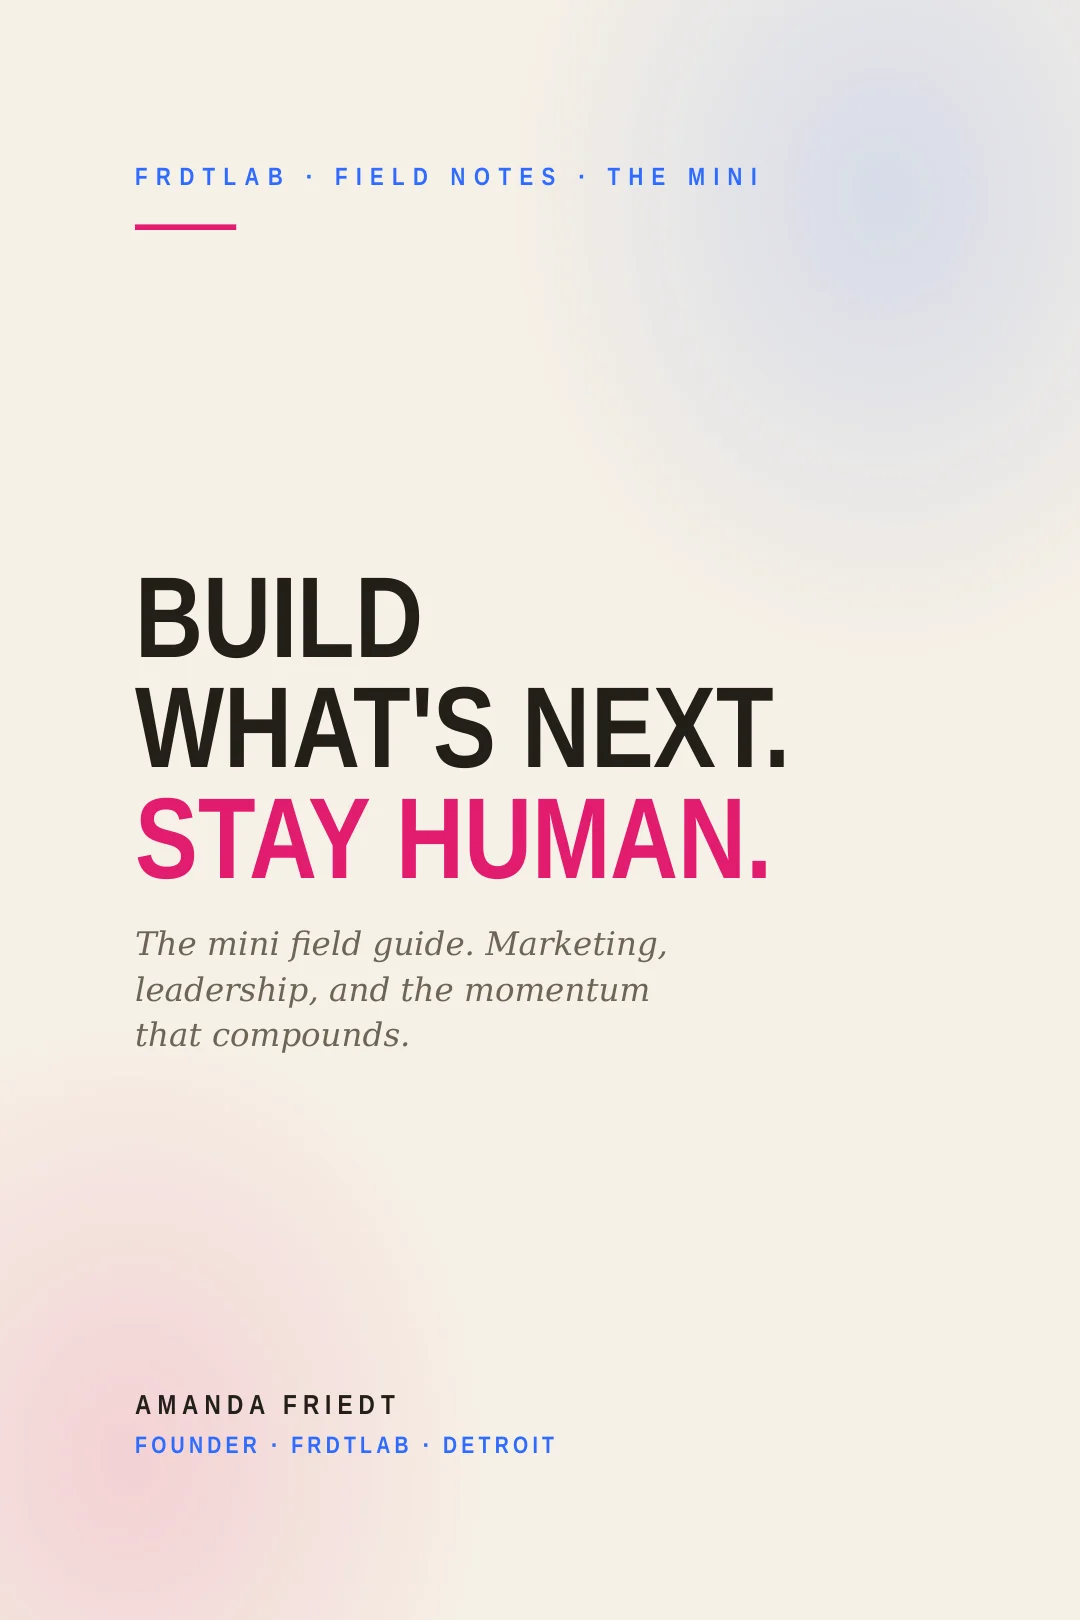 FRDTLAB · FIELD NOTES · THE MINI
BUILD
WHAT'S NEXT.
STAY HUMAN.
The mini field guide. Marketing,
leadership, and the momentum
that compounds.
AMANDA FRIEDT
FOUNDER · FRDTLAB · DETROIT